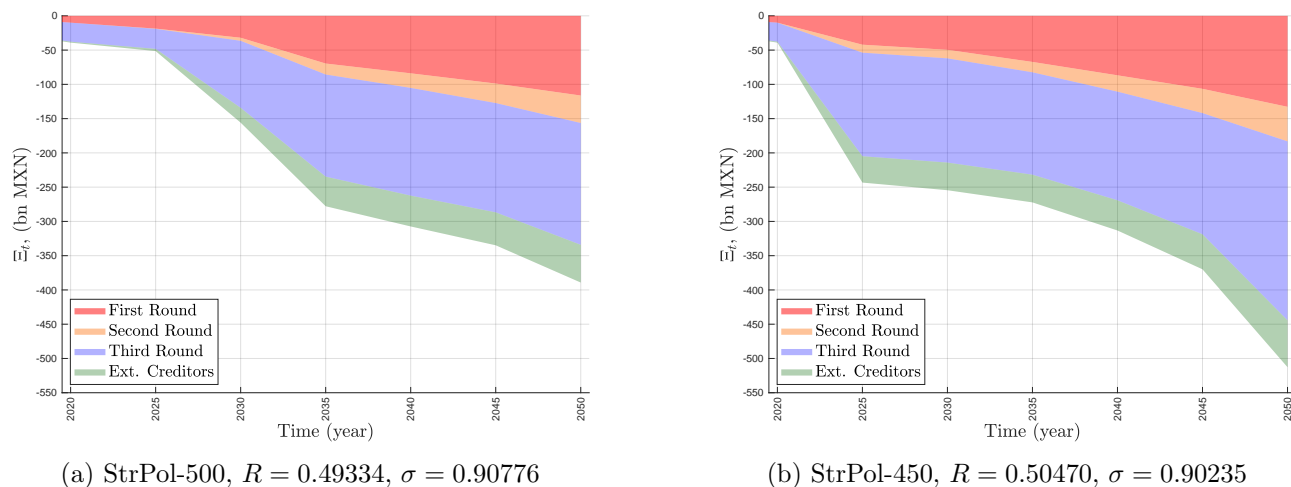 0
-50
-100
-150
-200
-250
-300
-350
-400
-450
-500
-550
Ξt, (bn MXN)
First Round
Second Round
Third Round
Ext. Creditors
2020 2025 2030 2035 2040 2045 2050
Time (year)
(a) StrPol-500, R = 0.49334, σ = 0.90776
0
-50
-100
-150
-200
-250
-300
-350
-400
-450
-500
-550
Ξt, (bn MXN)
First Round
Second Round
Third Round
Ext. Creditors
2020 2025 2030 2035 2040 2045 2050
Time (year)
(b) StrPol-450, R = 0.50470, σ = 0.90235